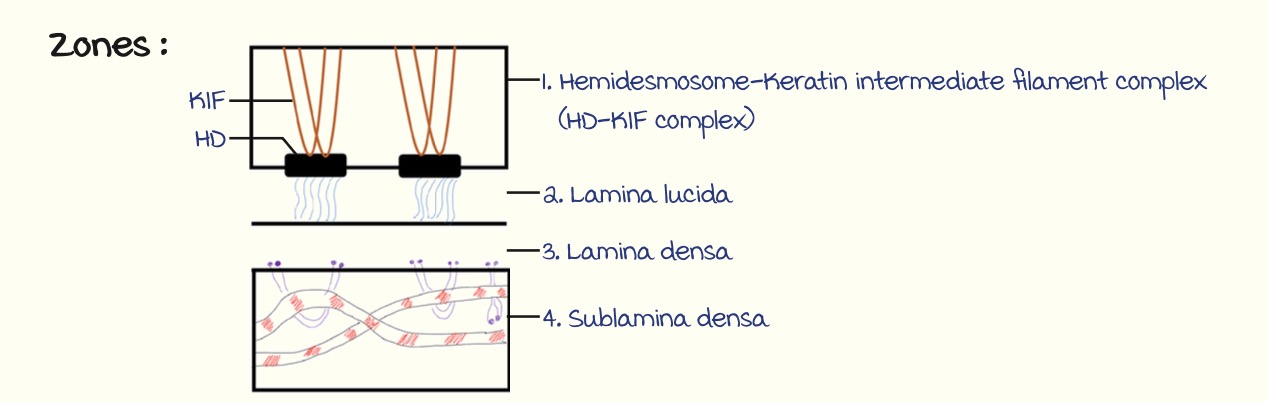 Zones :
KIF
HD
1. Hemidesmosome-Keratin intermediate filament complex
(HD-KIF complex)
2. Lamina lucida
3. Lamina densa
4. Sublamina densa